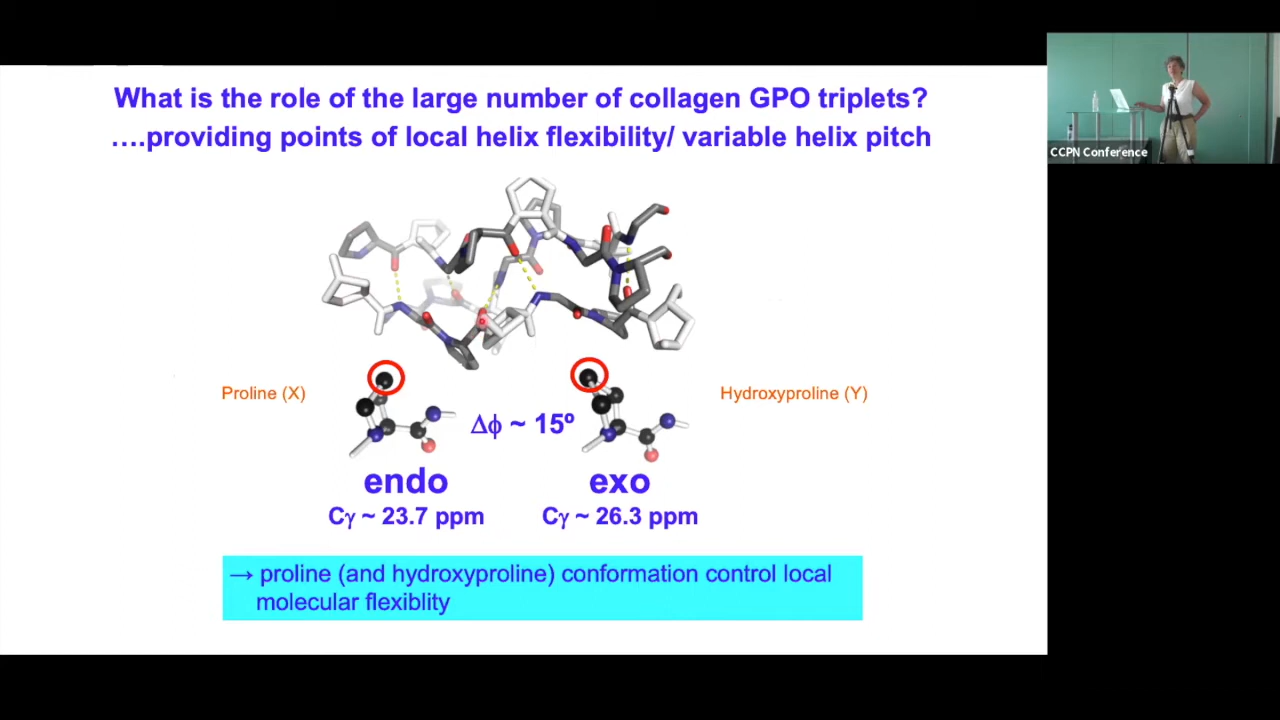 What is the role of the large number of collagen GPO triplets?
….providing points of local helix flexibility/ variable helix pitch
CCPN Conference
Proline (X)
Hydroxyproline (Y)
Δϕ ~ 15º
endo
exo
Cγ ~ 23.7 ppm
Cγ ~ 26.3 ppm
→ proline (and hydroxyproline) conformation control local
molecular flexiblity